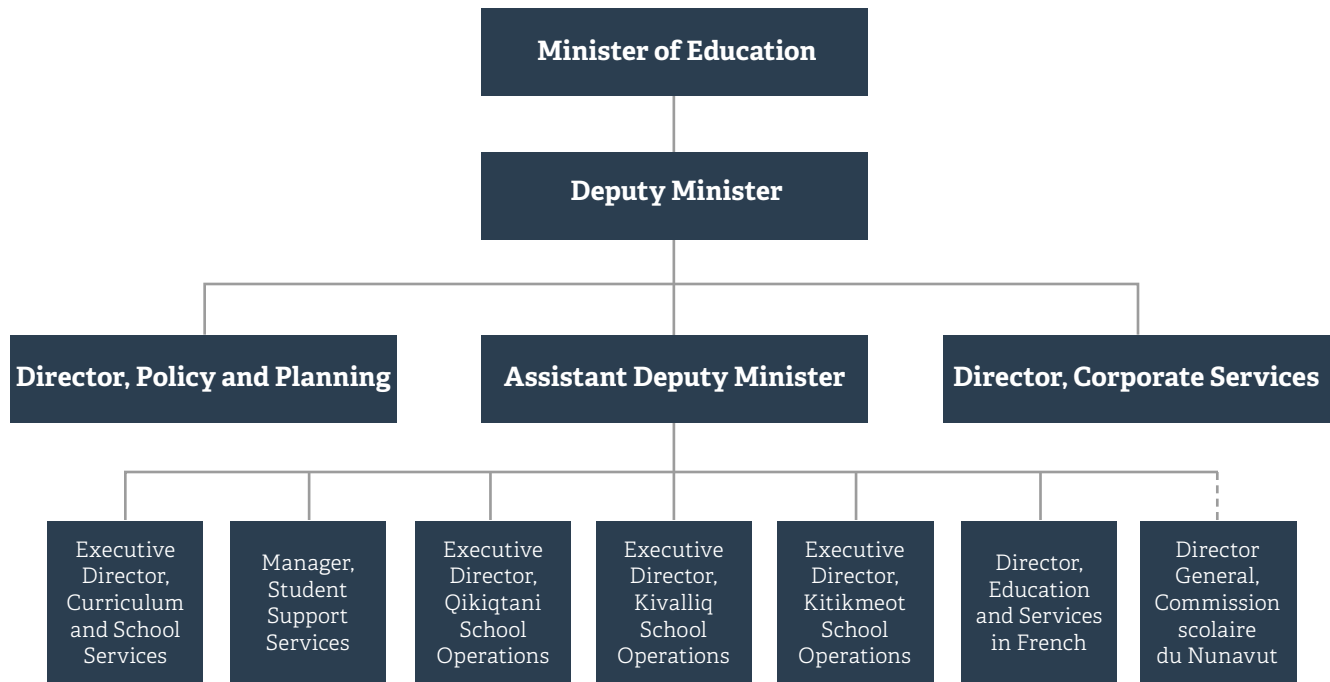 Minister of Education
Deputy Minister
Director, Policy and Planning
Assistant Deputy Minister
Director, Corporate Services
Executive
Director,
Curriculum
and School
Services
Manager,
Student
Support
Services
Executive
Director,
Qikiqtani
School
Operations
Executive
Director,
Kivalliq
School
Operations
Executive
Director,
Kitikmeot
School
Operations
Director,
Education
and Services
in French
Director
General,
Commission
scolaire
du Nunavut